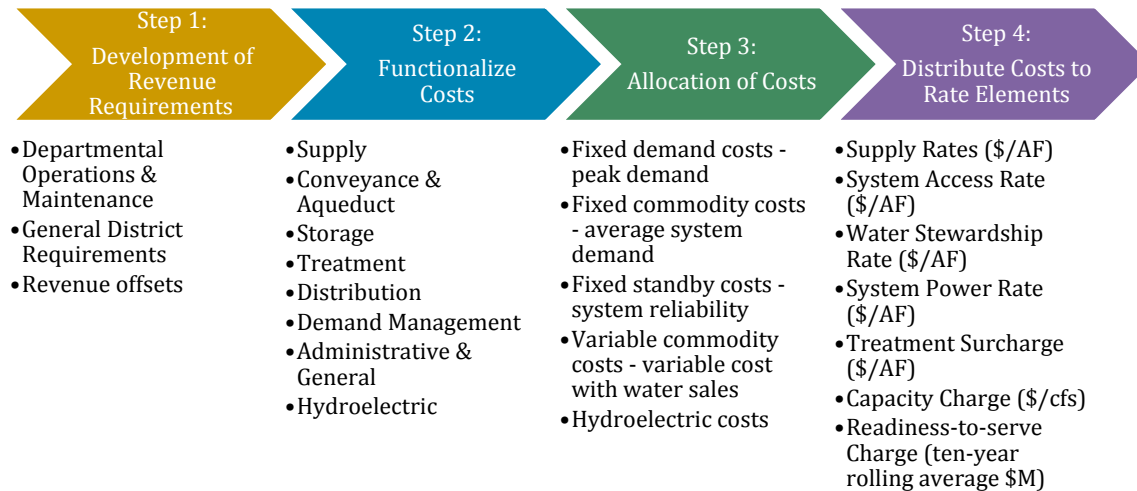 Step 1:
Development of
Revenue
Requirements
•Departmental
Operations &
Maintenance
•General District
Requirements
•Revenue offsets
Step 2:
Functionalize
Costs
•Supply
•Conveyance &
Aqueduct
•Storage
•Treatment
•Distribution
•Demand Management
•Administrative &
General
•Hydroelectric
Step 3:
Allocation of Costs
•Fixed demand costs -
peak demand
•Fixed commodity costs
- average system
demand
•Fixed standby costs -
system reliability
•Variable commodity
costs - variable cost
with water sales
•Hydroelectric costs
Step 4:
Distribute Costs to
Rate Elements
•Supply Rates ($/AF)
•System Access Rate
($/AF)
•Water Stewardship
Rate ($/AF)
•System Power Rate
($/AF)
•Treatment Surcharge
($/AF)
•Capacity Charge ($/cfs)
•Readiness-to-serve
Charge (ten-year
rolling average $M)